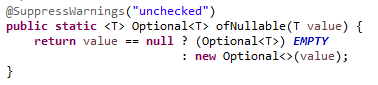 @SuppressWarnings("unchecked")
public static <T> Optional<T> ofNullable(T value) {
    return value == null ? (Optional<T>) EMPTY
                         : new Optional<>(value);
}